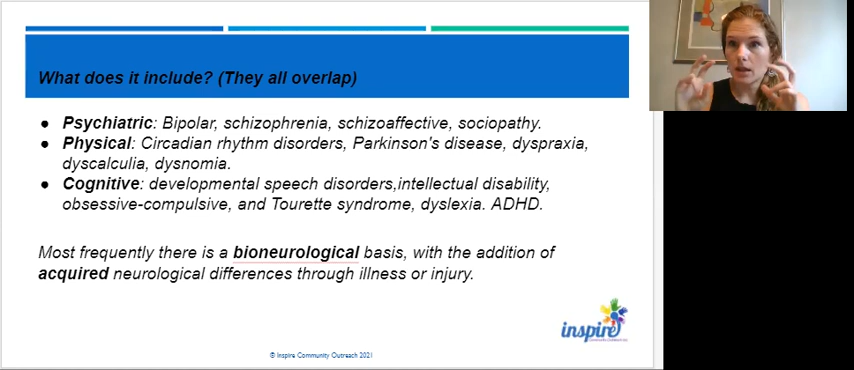 What does it include? (They all overlap)
● Psychiatric: Bipolar, schizophrenia, schizoaffective, sociopathy.
● Physical: Circadian rhythm disorders, Parkinson's disease, dyspraxia,
dyscalculia, dysnomia.
● Cognitive: developmental speech disorders,intellectual disability,
obsessive-compulsive, and Tourette syndrome, dyslexia. ADHD.
Most frequently there is a bioneurological basis, with the addition of
acquired neurological differences through illness or injury.
inspire
© Inspire Community Outreach 2021